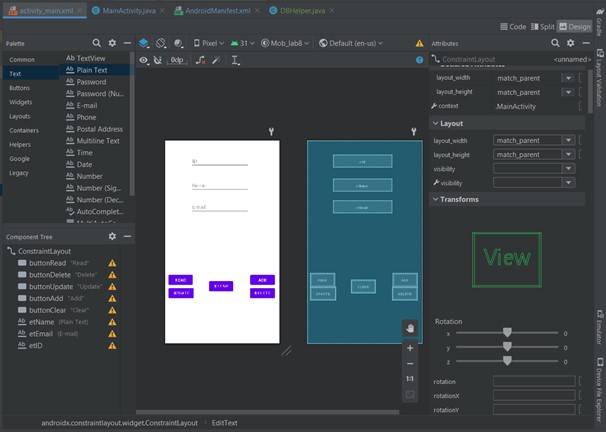 activity_main.xml × MainActivity.java × AndroidManifest.xml × DBHelper.java ×
Code Split Design
Palette
Attributes
Pixel 31 Mob_lab8 Default (en-us)
0dp
Common
Text
Buttons
Widgets
Layouts
Containers
Helpers
Google
Legacy
Ab TextView
Ab Plain Text
Ab Password
Ab Password (Nu...
Ab E-mail
Ab Phone
Ab Postal Address
Ab Multiline Text
Ab Time
Ab Date
Ab Number
Ab Number (Sig...
Ab Number (Dec...
AutoComplet...
Component Tree
ConstraintLayout
buttonRead "Read"
buttonDelete "Delete"
buttonUpdate "Update"
buttonAdd "Add"
buttonClear "Clear"
Ab etName (Plain Text)
Ab etEmail (E-mail)
Ab etID
Name
E-mail
READ
ADD
UPDATE
DELETE
1:1
ConstraintLayout <unnamed>
layout_width match_parent
layout_height match_parent
context .MainActivity
Layout
layout_width match_parent
layout_height match_parent
visibility
visibility
Transforms
View
Rotation
x 0
y 0
z 0
rotation
rotationX
rotationY
Gradle
Layout Validation
Emulator
Device File Explorer
androidx.constraintlayout.widget.ConstraintLayout > EditText